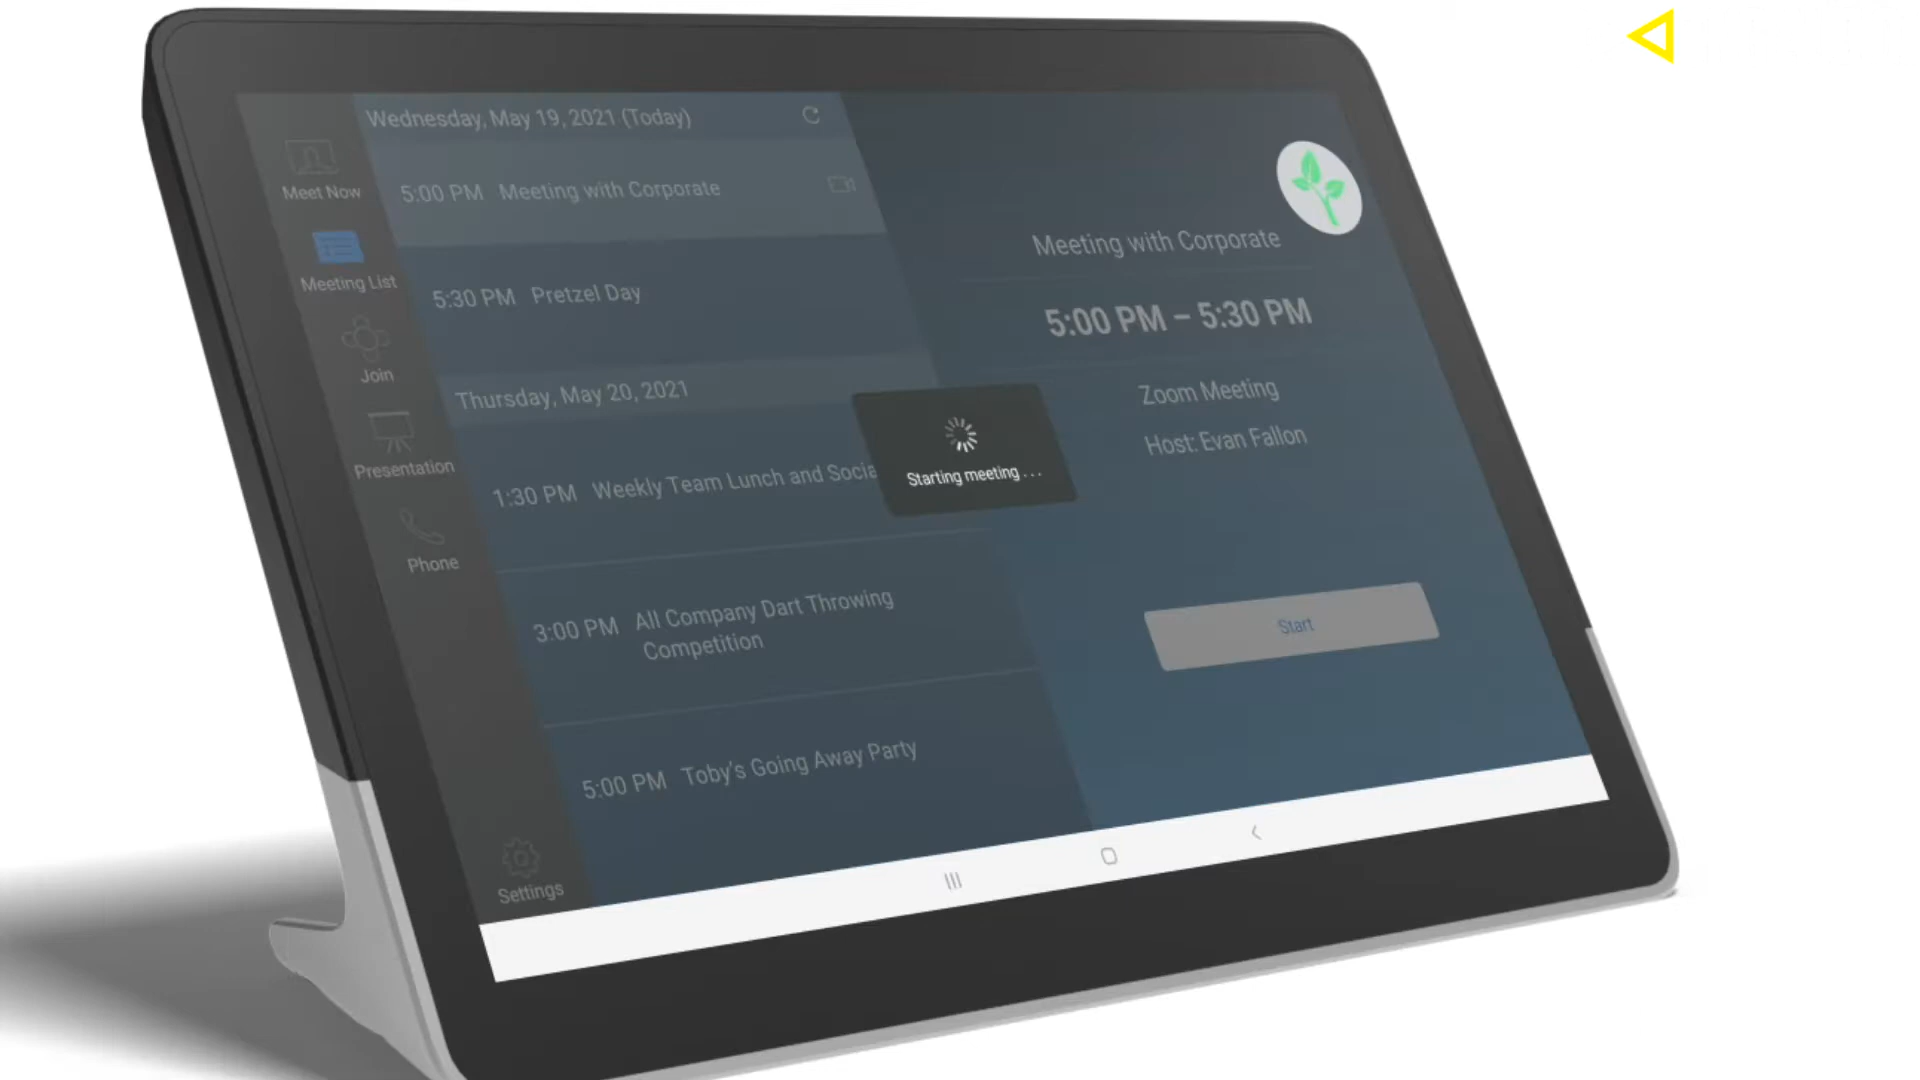 Wednesday, May 19, 2021 (Today)
Meet Now
5:00 PM Meeting with Corporate
Meeting List
5:30 PM Pretzel Day
Join
Thursday, May 20, 2021
Presentation
1:30 PM Weekly Team Lunch and Socia
Phone
3:00 PM All Company Dart Throwing
Competition
5:00 PM Toby's Going Away Party
Settings
Meeting with Corporate
5:00 PM – 5:30 PM
Zoom Meeting
Host: Evan Fallon
Starting meeting . . .
Start